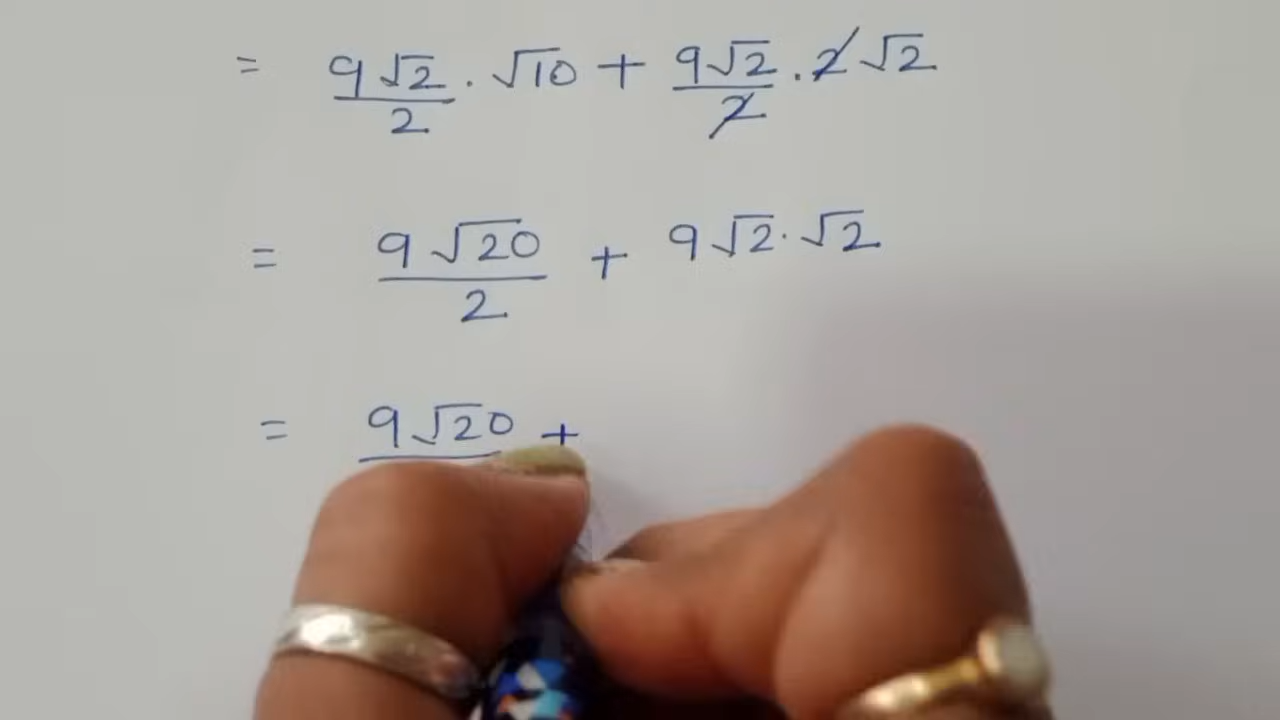 = 9√2/2 · √10 + 9√2/2 · 2√2
= 9√20/2 + 9√2 · √2
= 9√20 +